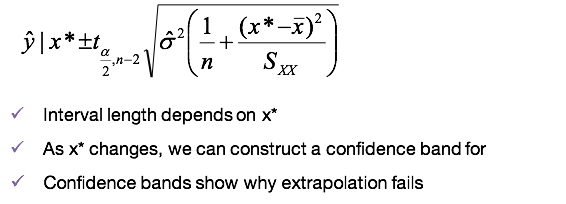 ŷ|x*±t_{α/2,n−2}√(σ̂²(1/n+(x*−x̄)²/S_XX))
✓ Interval length depends on x*
✓ As x* changes, we can construct a confidence band for
✓ Confidence bands show why extrapolation fails